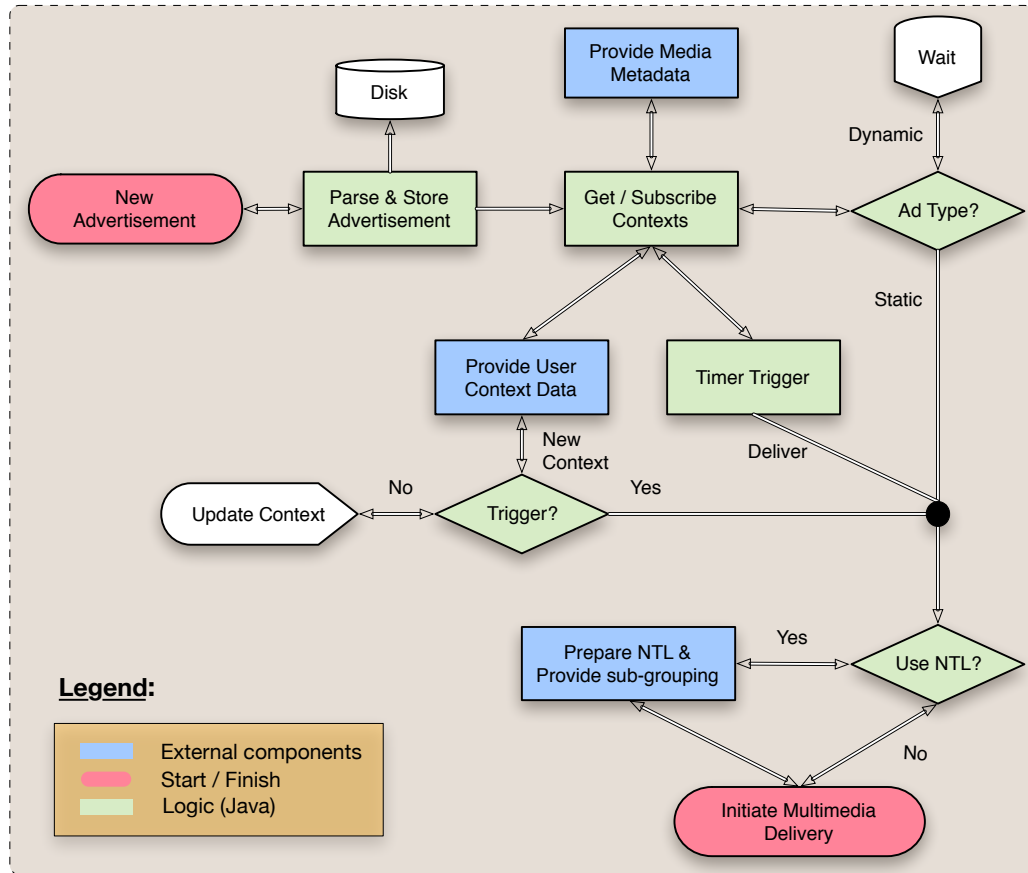 Provide Media
Metadata
Wait
Disk
Dynamic
New
Advertisement
Parse & Store
Advertisement
Get / Subscribe
Contexts
Ad Type?
Static
Provide User
Context Data
Timer Trigger
New
Context
Deliver
No
Yes
Update Context
Trigger?
Prepare NTL &
Provide sub-grouping
Yes
Use NTL?
No
Legend:
External components
Start / Finish
Logic (Java)
Initiate Multimedia
Delivery